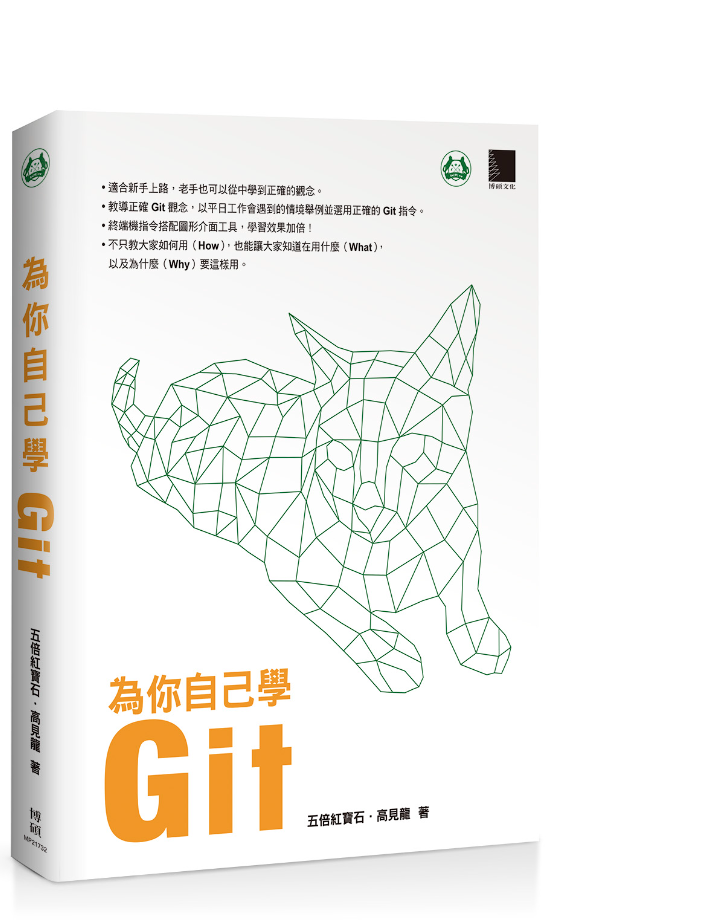 • 適合新手上路，老手也可以從中學到正確的觀念。
• 教導正確 Git 觀念，以平日工作會遇到的情境舉例並選用正確的 Git 指令。
• 終端機指令搭配圖形介面工具，學習效果加倍！
• 不只教大家如何用（How），也能讓大家知道在用什麼（What），
以及為什麼（Why）要這樣用。
博碩文化
為你自己學
Git
五倍紅寶石．高見龍 著
為你自己學 Git
五倍紅寶石．高見龍 著
博碩
MP21732